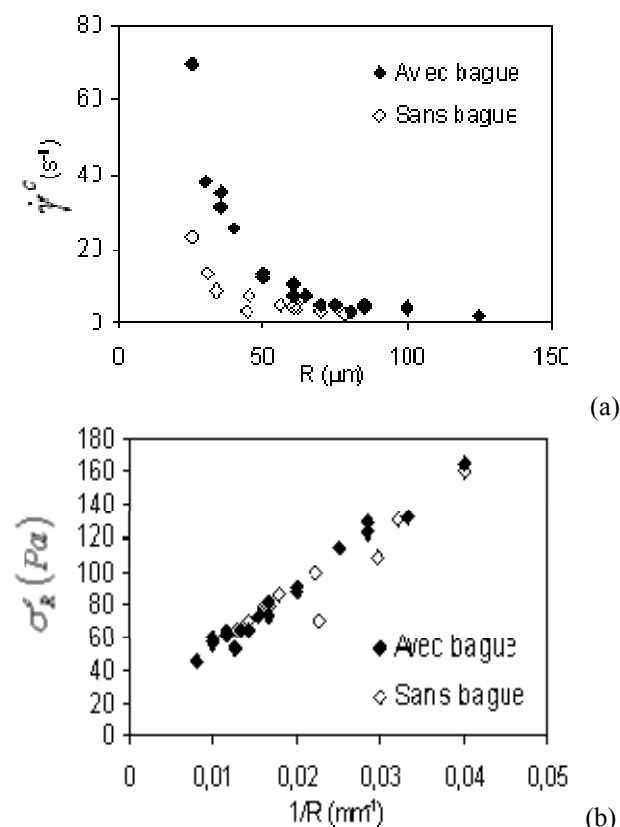 80
60
40
20
0
γ̇ᶜ (s⁻¹)
◆ Avec bague
◇ Sans bague
0 50 100 150
R (µm)
(a)
180
160
140
120
100
80
60
40
20
0
(Pa)
◆ Avec bague
◇ Sans bague
0 0,01 0,02 0,03 0,04 0,05
1/R (mm⁻¹)
(b)